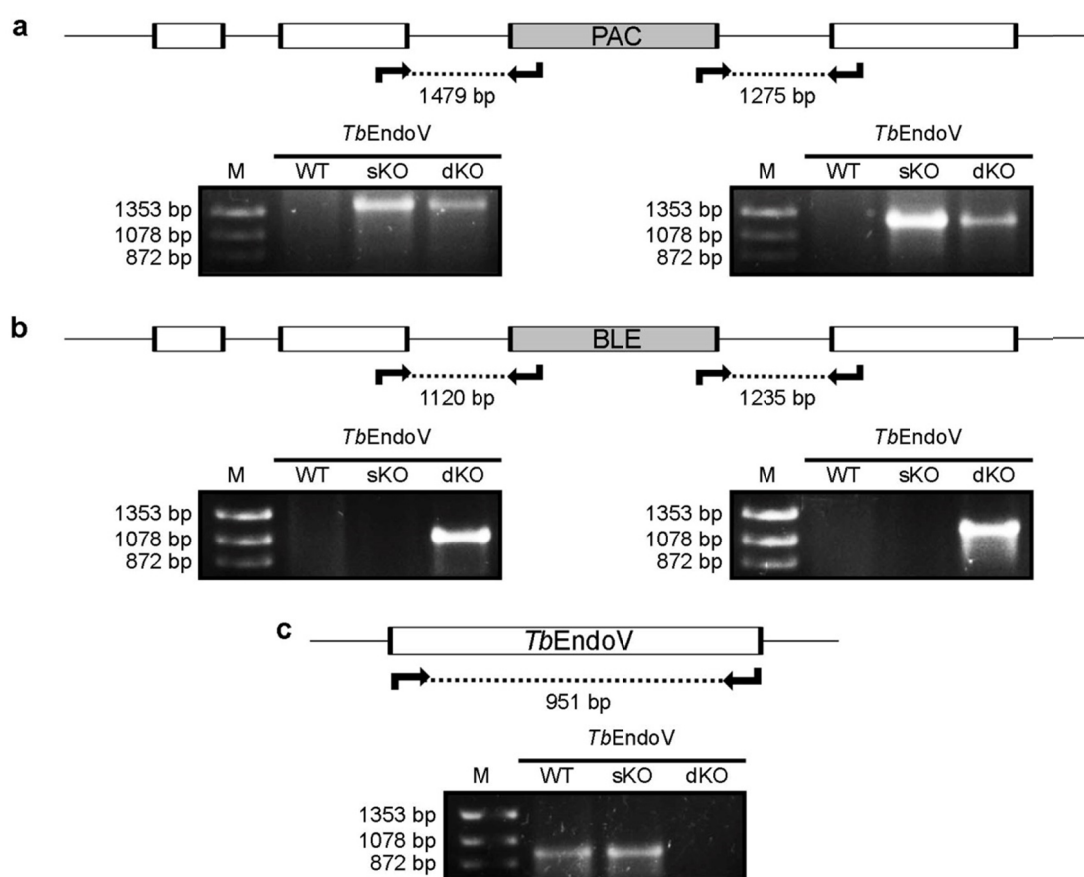 a
PAC
1479 bp
1275 bp
TbEndoV
TbEndoV
M WT sKO dKO
M WT sKO dKO
1353 bp
1078 bp
872 bp
1353 bp
1078 bp
872 bp
b
BLE
1120 bp
1235 bp
TbEndoV
TbEndoV
M WT sKO dKO
M WT sKO dKO
1353 bp
1078 bp
872 bp
1353 bp
1078 bp
872 bp
c
TbEndoV
951 bp
TbEndoV
M WT sKO dKO
1353 bp
1078 bp
872 bp